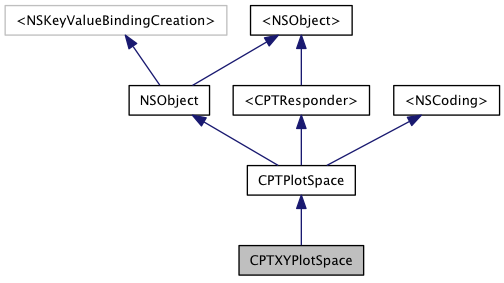 <NSKeyValueBindingCreation>
<NSObject>
NSObject
<CPTResponder>
<NSCoding>
CPTPlotSpace
CPTXYPlotSpace